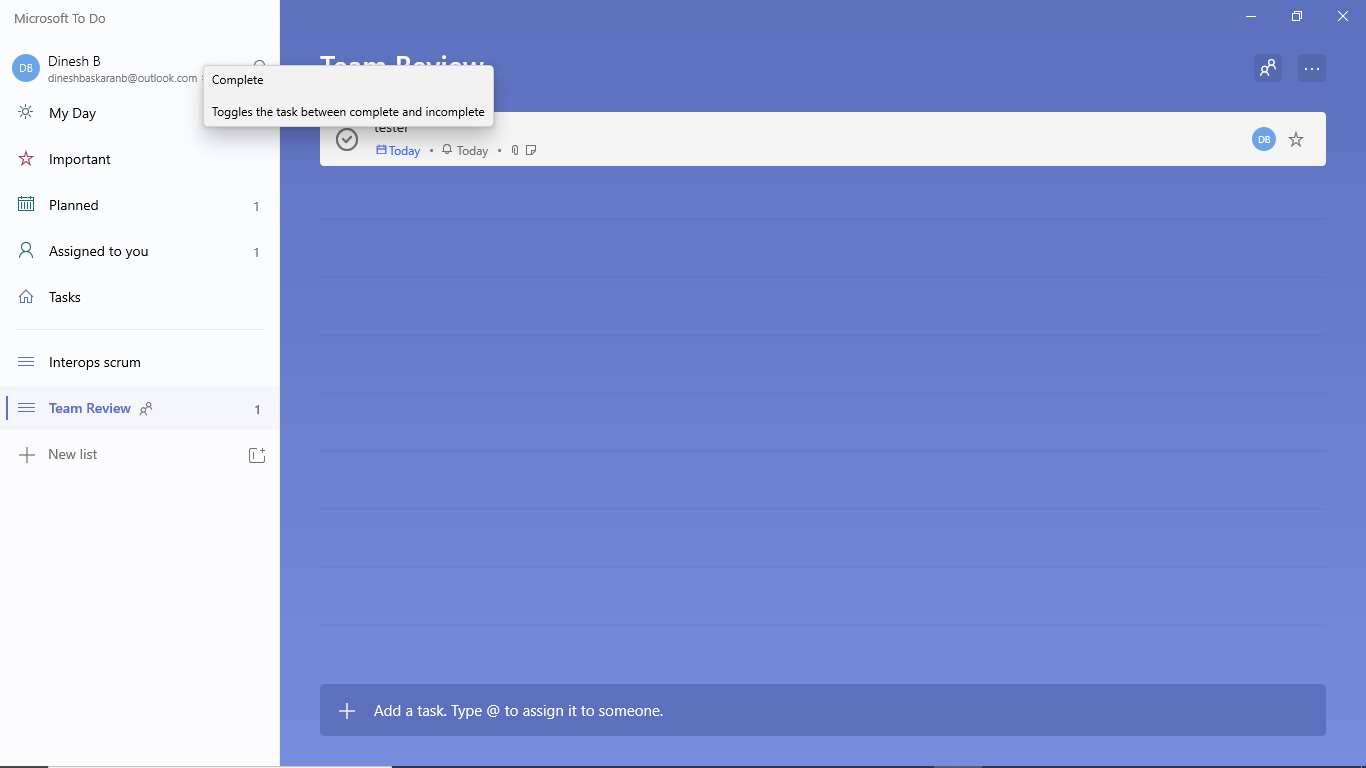 Microsoft To Do
DB
Dinesh B
dineshbaskaranb@outlook.com
My Day
Important
Planned
1
Assigned to you
1
Tasks
Interops scrum
Team Review
1
New list
Team Review
Complete
Toggles the task between complete and incomplete
tester
Today • Today •
DB
Add a task. Type @ to assign it to someone.